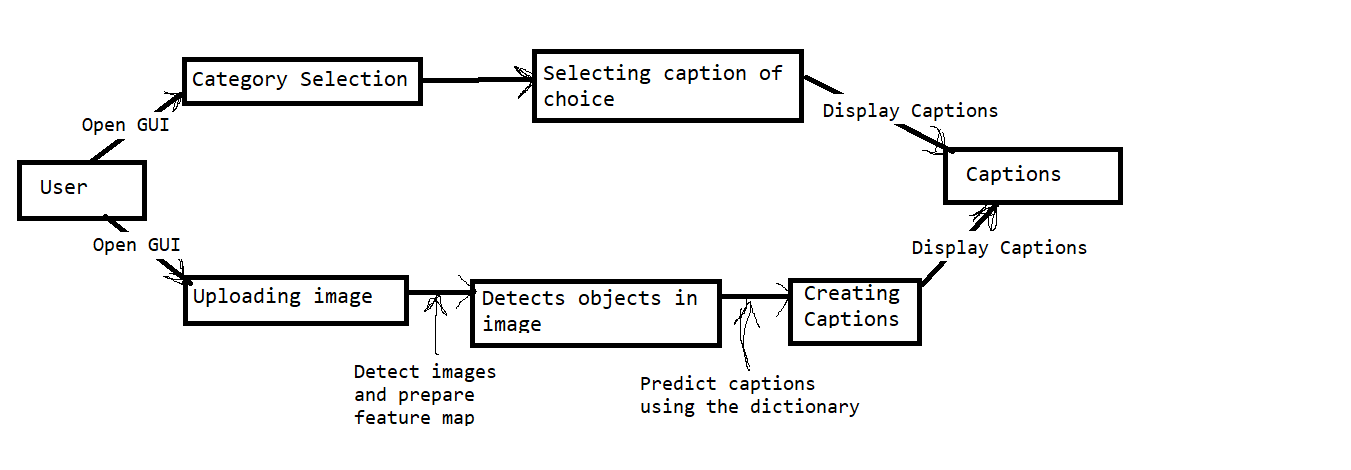 Category Selection
Selecting caption of
choice
Open GUI
Display Captions
User
Captions
Open GUI
Display Captions
Uploading image
Detects objects in
image
Creating
Captions
Detect images
and prepare
feature map
Predict captions
using the dictionary